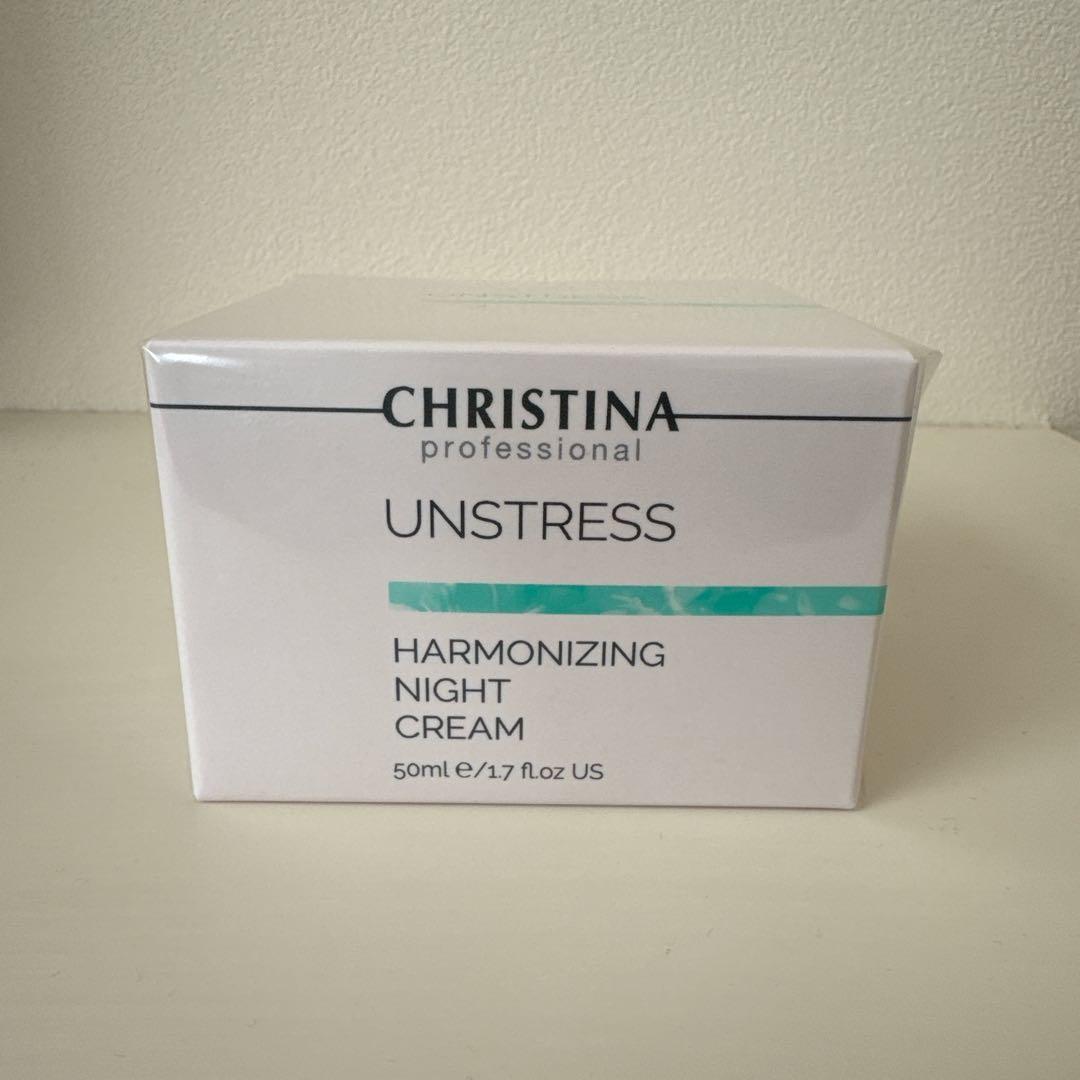 CHRISTINA
professional
UNSTRESS
HARMONIZING
NIGHT
CREAM
50ml e/1.7 fl.oz US